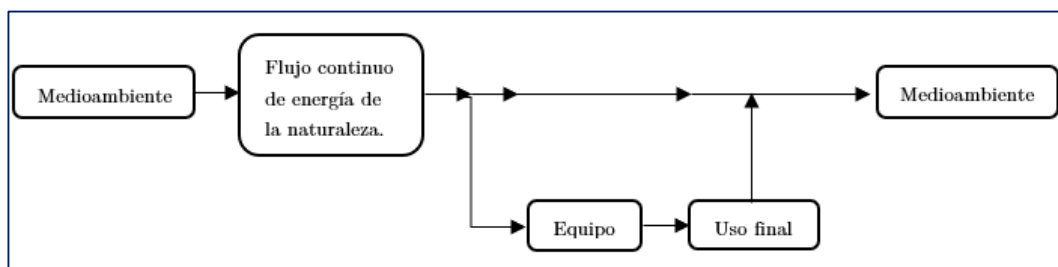 Medioambiente
Flujo continuo
de energía de
la naturaleza.
Medioambiente
Equipo
Uso final